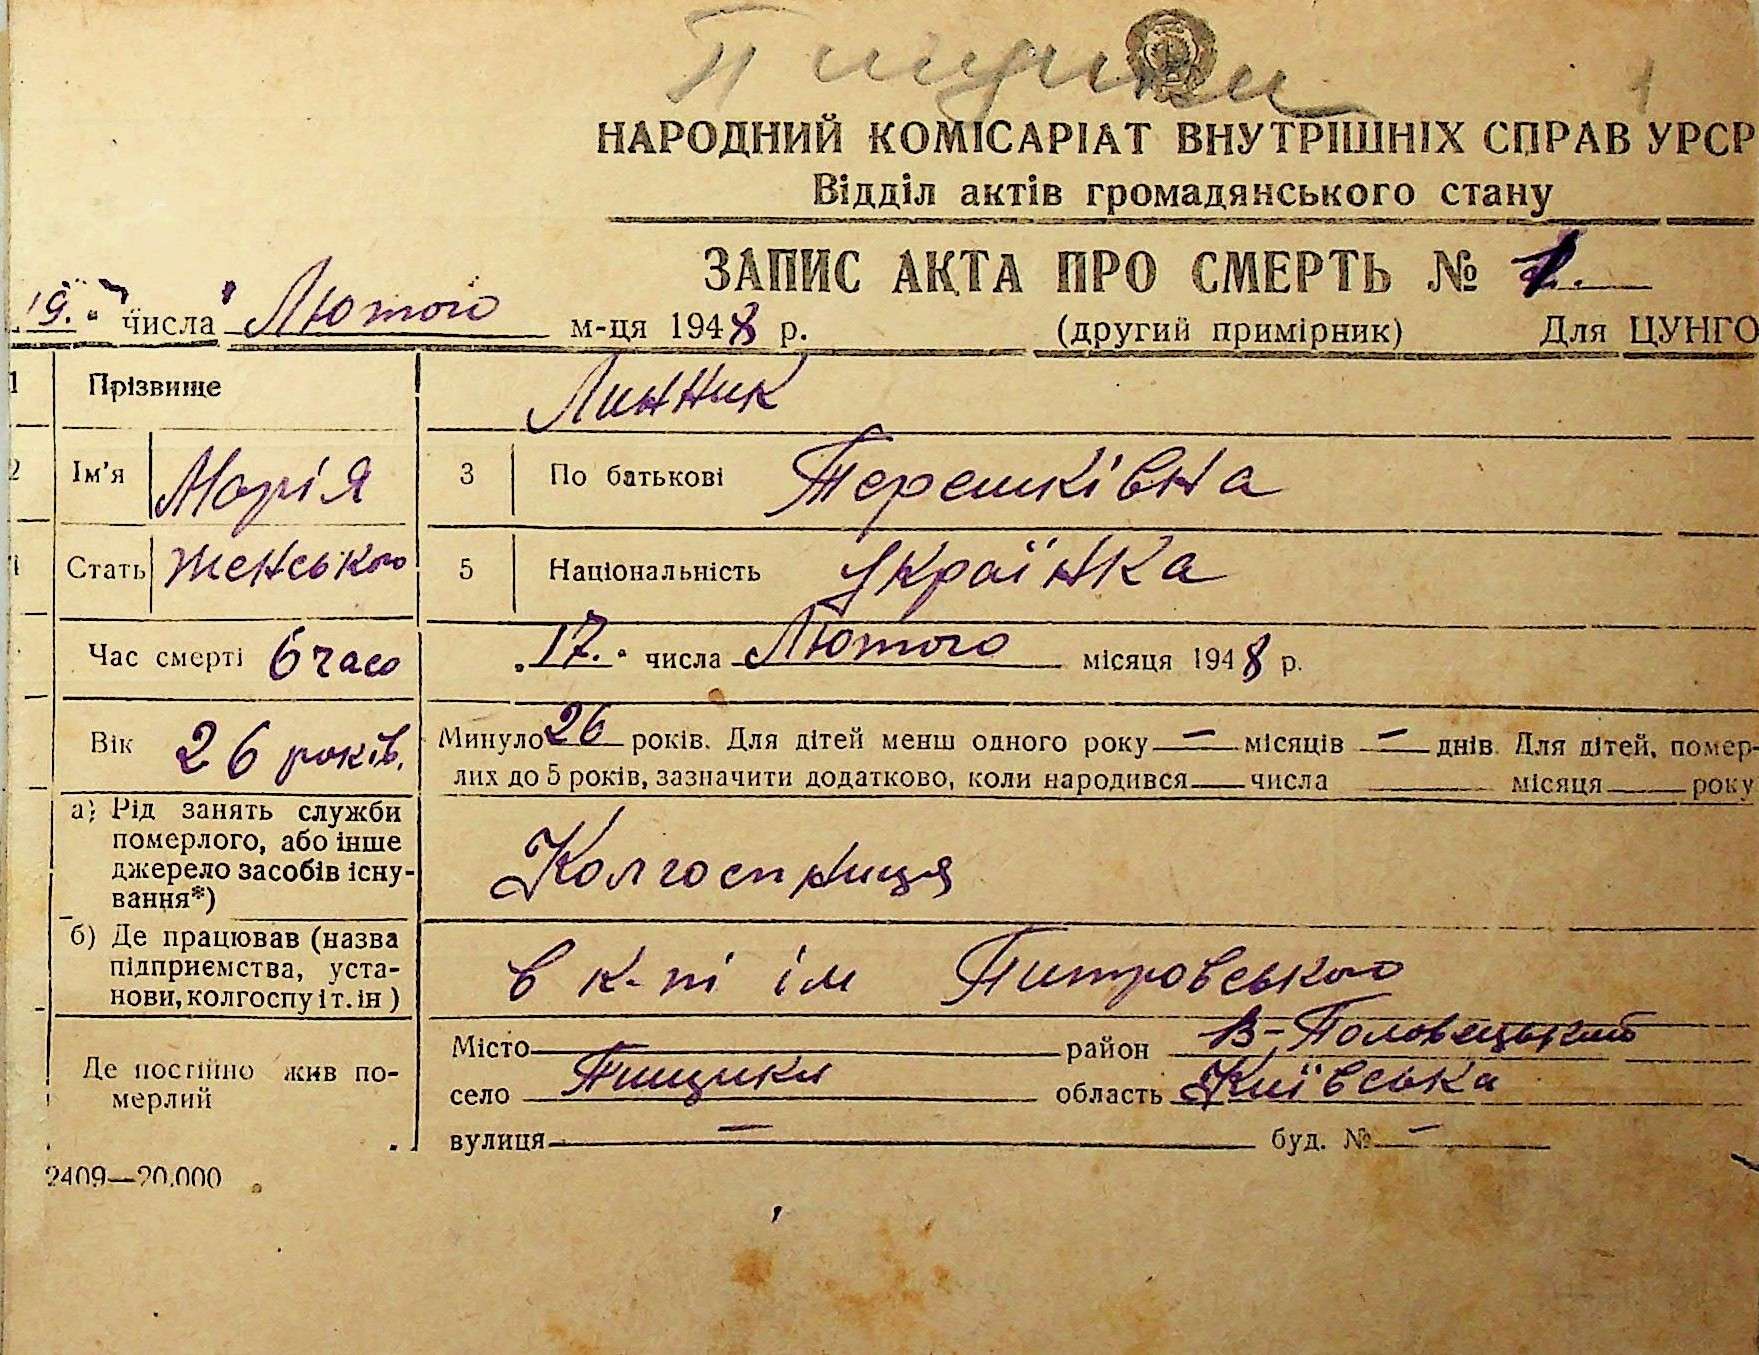 Пищики
1
НАРОДНИЙ КОМІСАРІАТ ВНУТРІШНІХ СПРАВ УРСР
Відділ актів громадянського стану
ЗАПИС АКТА ПРО СМЕРТЬ № 1.
„19." числа Лютого м-ця 1948 р. (другий примірник) Для ЦУНГО
1 Прізвище Линник
2 Ім'я Марія 3 По батькові Терешківна
4 Стать женського 5 Національність Українка
Час смерті 6 часо „17." числа Лютого місяця 1948 р.
Вік 26 років. Минуло 26 років. Для дітей менш одного року — місяців — днів. Для дітей, помер-
лих до 5 років, зазначити додатково, коли народився числа місяця року
а) Рід занять служби
померлого, або інше
джерело засобів існу-
вання*) Колгоспниця
б) Де працював (назва
підприємства, уста-
нови, колгоспу і т. ін) в к-пі ім Питровського
Де постійно жив по-
мерлий
Місто район В-Половецький
село Пищики область Київська
вулиця — буд. № —
2409—20.000